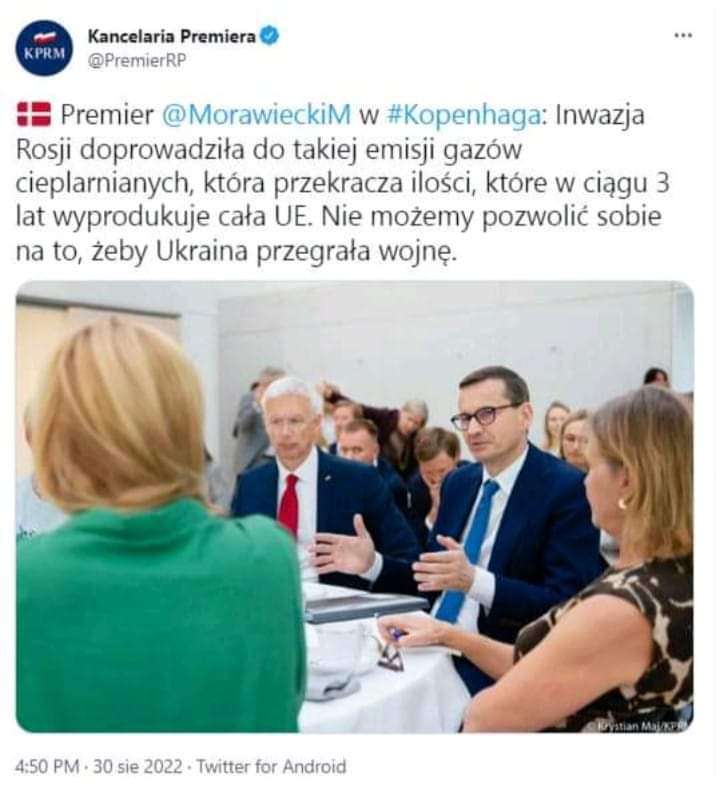 KPRM
Kancelaria Premiera
@PremierRP
Premier @MorawieckiM w #Kopenhaga: Inwazja
Rosji doprowadziła do takiej emisji gazów
cieplarnianych, która przekracza ilości, które w ciągu 3
lat wyprodukuje cała UE. Nie możemy pozwolić sobie
na to, żeby Ukraina przegrała wojnę.
© Krystian Maj/KPRM
4:50 PM · 30 sie 2022 · Twitter for Android